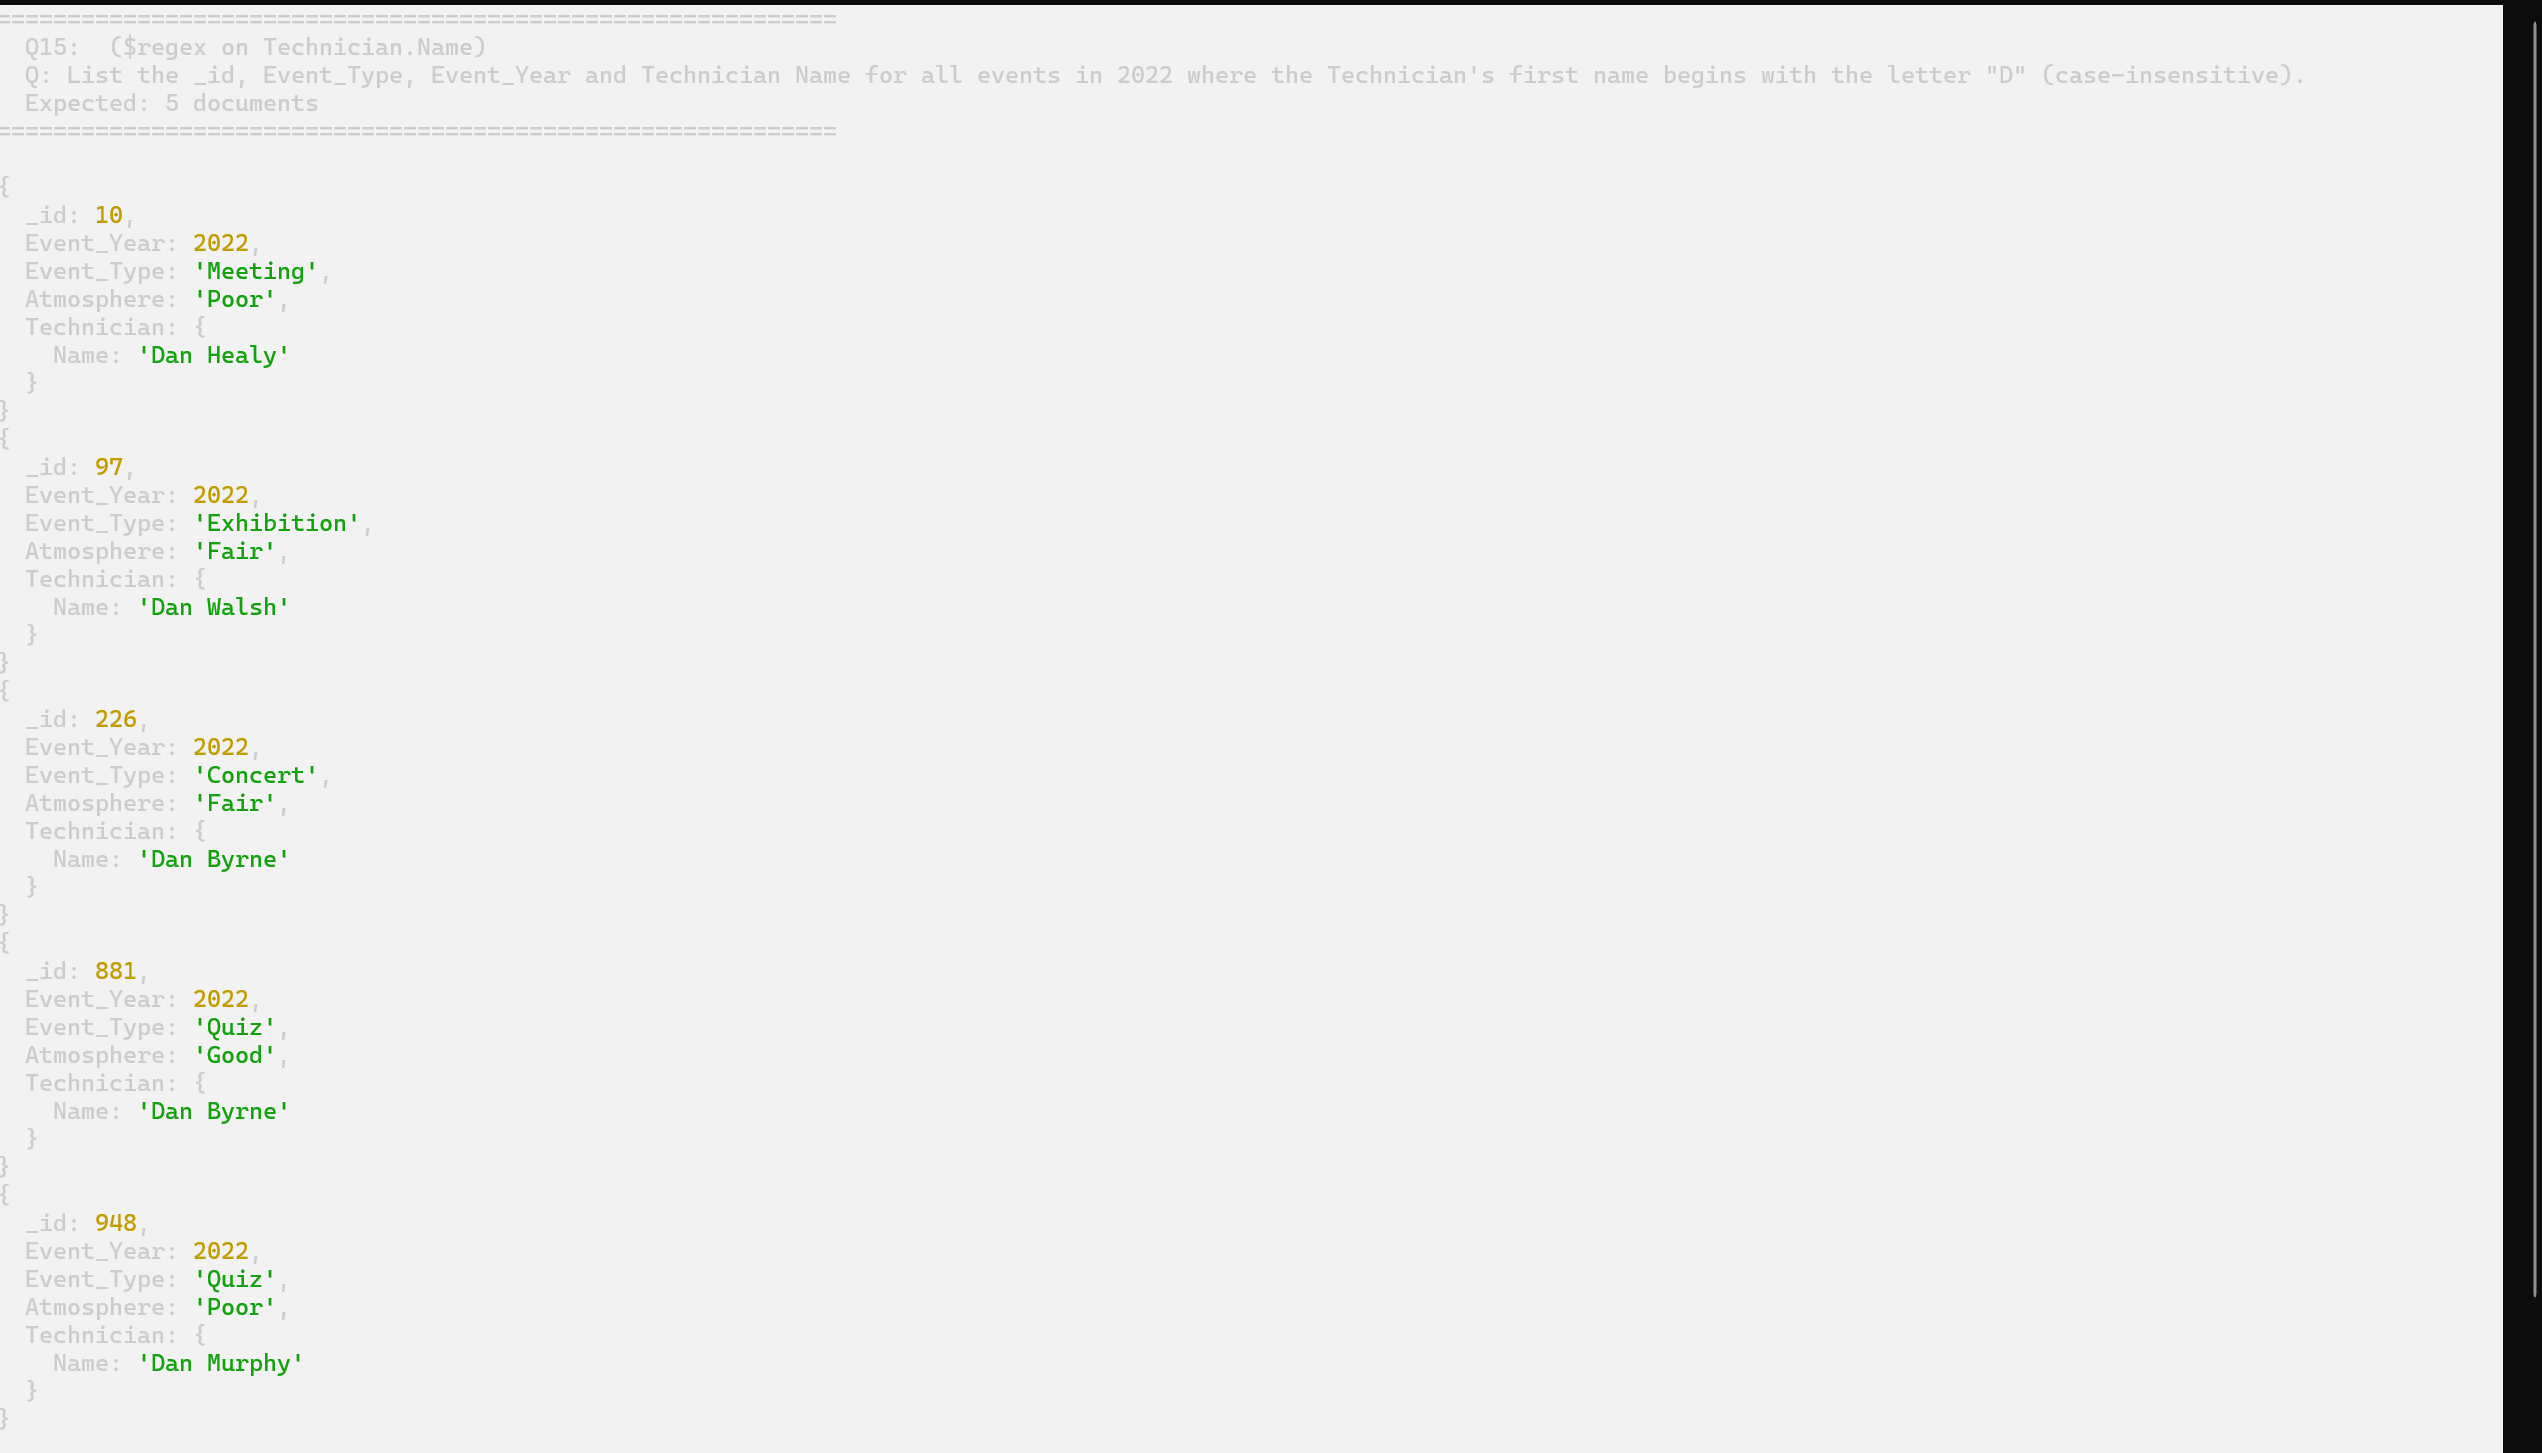 ============================================================
Q15:  ($regex on Technician.Name)
Q: List the _id, Event_Type, Event_Year and Technician Name for all events in 2022 where the Technician's first name begins with the letter "D" (case-insensitive).
Expected: 5 documents
============================================================
{
_id: 10,
Event_Year: 2022,
Event_Type: 'Meeting',
Atmosphere: 'Poor',
Technician: {
Name: 'Dan Healy'
}
}
{
_id: 97,
Event_Year: 2022,
Event_Type: 'Exhibition',
Atmosphere: 'Fair',
Technician: {
Name: 'Dan Walsh'
}
}
{
_id: 226,
Event_Year: 2022,
Event_Type: 'Concert',
Atmosphere: 'Fair',
Technician: {
Name: 'Dan Byrne'
}
}
{
_id: 881,
Event_Year: 2022,
Event_Type: 'Quiz',
Atmosphere: 'Good',
Technician: {
Name: 'Dan Byrne'
}
}
{
_id: 948,
Event_Year: 2022,
Event_Type: 'Quiz',
Atmosphere: 'Poor',
Technician: {
Name: 'Dan Murphy'
}
}